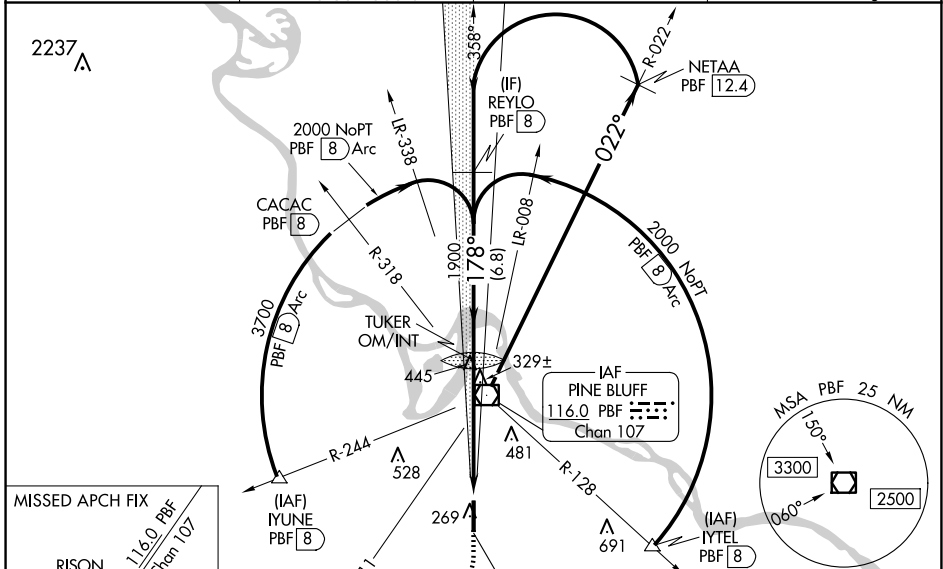 2237
358°
R-022
NETAA
PBF 12.4
(IF)
REYLO
PBF 8
2000 NoPT
PBF 8 Arc
LR-338
022°
CACAC
PBF 8
LR-008
R-318
1900
178°
(6.8)
2000 NoPT
PBF 8 Arc
3700
PBF 8 Arc
TUKER
OM/INT
445
329±
IAF
PINE BLUFF
116.0 PBF
Chan 107
MSA PBF 25 NM
150°
3300
2500
060°
R-244
528
481
R-128
(IAF)
IYUNE
PBF 8
269
691
(IAF)
IYTEL
PBF 8
MISSED APCH FIX
116.0 PBF
Chan 107
RISON